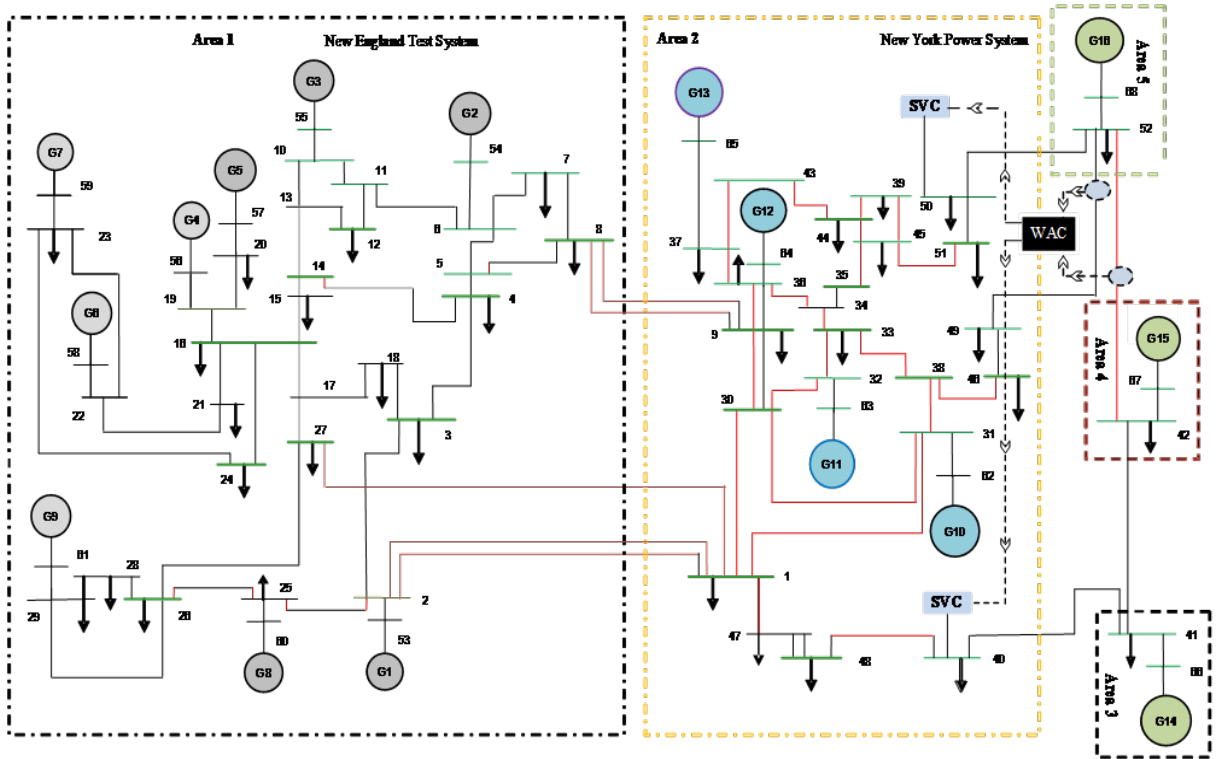 Area 1
New England Test System
G3
55
G2
54
G7
59
23
G5
57
20
G4
56
19
10
11
13
12
7
6
8
5
4
14
15
16
G6
58
22
21
24
18
17
3
27
G9
61
28
29
26
25
60
G8
2
53
G1
Area 2
New York Power System
G13
65
SVC
43
39
G12
50
44
45
51
37
64
36
35
34
9
33
49
32
38
46
30
63
31
G11
62
G10
1
SVC
47
48
40
WAC
G16
Area 5
68
52
G15
Area 4
67
42
41
66
Area 3
G14